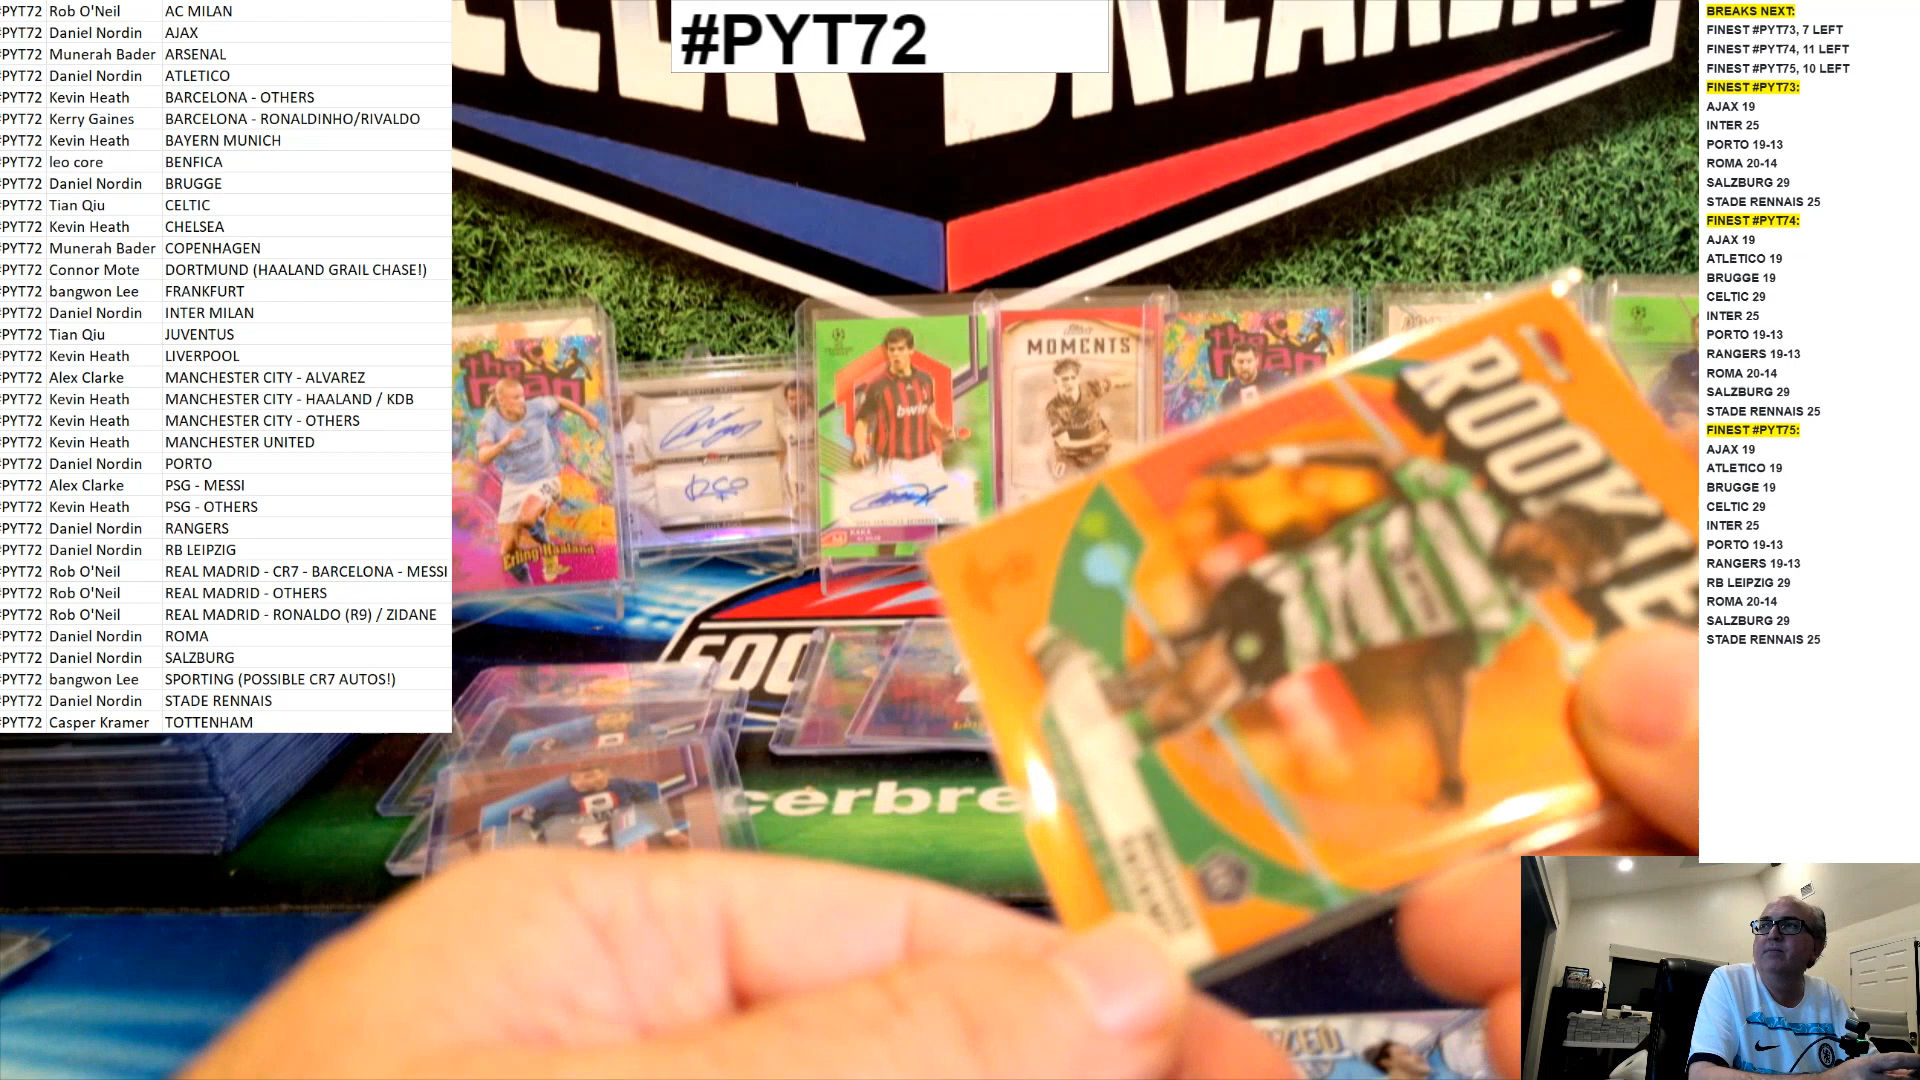 #PYT72
#PYT72 Rob O'Neil AC MILAN
#PYT72 Daniel Nordin AJAX
#PYT72 Munerah Bader ARSENAL
#PYT72 Daniel Nordin ATLETICO
#PYT72 Kevin Heath BARCELONA - OTHERS
#PYT72 Kerry Gaines BARCELONA - RONALDINHO/RIVALDO
#PYT72 Kevin Heath BAYERN MUNICH
#PYT72 leo core BENFICA
#PYT72 Daniel Nordin BRUGGE
#PYT72 Tian Qiu CELTIC
#PYT72 Kevin Heath CHELSEA
#PYT72 Munerah Bader COPENHAGEN
#PYT72 Connor Mote DORTMUND (HAALAND GRAIL CHASE!)
#PYT72 bangwon Lee FRANKFURT
#PYT72 Daniel Nordin INTER MILAN
#PYT72 Tian Qiu JUVENTUS
#PYT72 Kevin Heath LIVERPOOL
#PYT72 Alex Clarke MANCHESTER CITY - ALVAREZ
#PYT72 Kevin Heath MANCHESTER CITY - HAALAND / KDB
#PYT72 Kevin Heath MANCHESTER CITY - OTHERS
#PYT72 Kevin Heath MANCHESTER UNITED
#PYT72 Daniel Nordin PORTO
#PYT72 Alex Clarke PSG - MESSI
#PYT72 Kevin Heath PSG - OTHERS
#PYT72 Daniel Nordin RANGERS
#PYT72 Daniel Nordin RB LEIPZIG
#PYT72 Rob O'Neil REAL MADRID - CR7 - BARCELONA - MESSI
#PYT72 Rob O'Neil REAL MADRID - OTHERS
#PYT72 Rob O'Neil REAL MADRID - RONALDO (R9) / ZIDANE
#PYT72 Daniel Nordin ROMA
#PYT72 Daniel Nordin SALZBURG
#PYT72 bangwon Lee SPORTING (POSSIBLE CR7 AUTOS!)
#PYT72 Daniel Nordin STADE RENNAIS
#PYT72 Casper Kramer TOTTENHAM
the man
Erling Haaland
bwin
KAKA
MOMENTS
the man
ROOKIE
cerbre
BREAKS NEXT:
FINEST #PYT73, 7 LEFT
FINEST #PYT74, 11 LEFT
FINEST #PYT75, 10 LEFT
FINEST #PYT73:
AJAX 19
INTER 25
PORTO 19-13
ROMA 20-14
SALZBURG 29
STADE RENNAIS 25
FINEST #PYT74:
AJAX 19
ATLETICO 19
BRUGGE 19
CELTIC 29
INTER 25
PORTO 19-13
RANGERS 19-13
ROMA 20-14
SALZBURG 29
STADE RENNAIS 25
FINEST #PYT75:
AJAX 19
ATLETICO 19
BRUGGE 19
CELTIC 29
INTER 25
PORTO 19-13
RANGERS 19-13
RB LEIPZIG 29
ROMA 20-14
SALZBURG 29
STADE RENNAIS 25